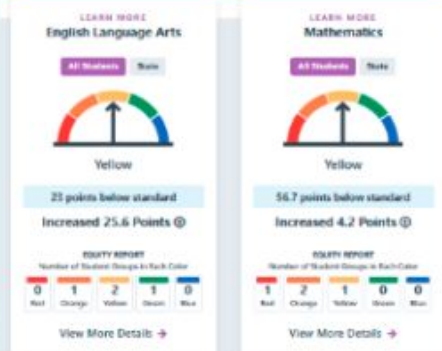 LEARN MORE
English Language Arts
All Students State
Yellow
23 points below standard
Increased 25.6 Points
EQUITY REPORT
Number of Student Groups in Each Color
0 1 2 1 0
Red Orange Yellow Green Blue
View More Details →
LEARN MORE
Mathematics
All Students State
Yellow
56.7 points below standard
Increased 4.2 Points
EQUITY REPORT
Number of Student Groups in Each Color
1 2 1 0 0
Red Orange Yellow Green Blue
View More Details →